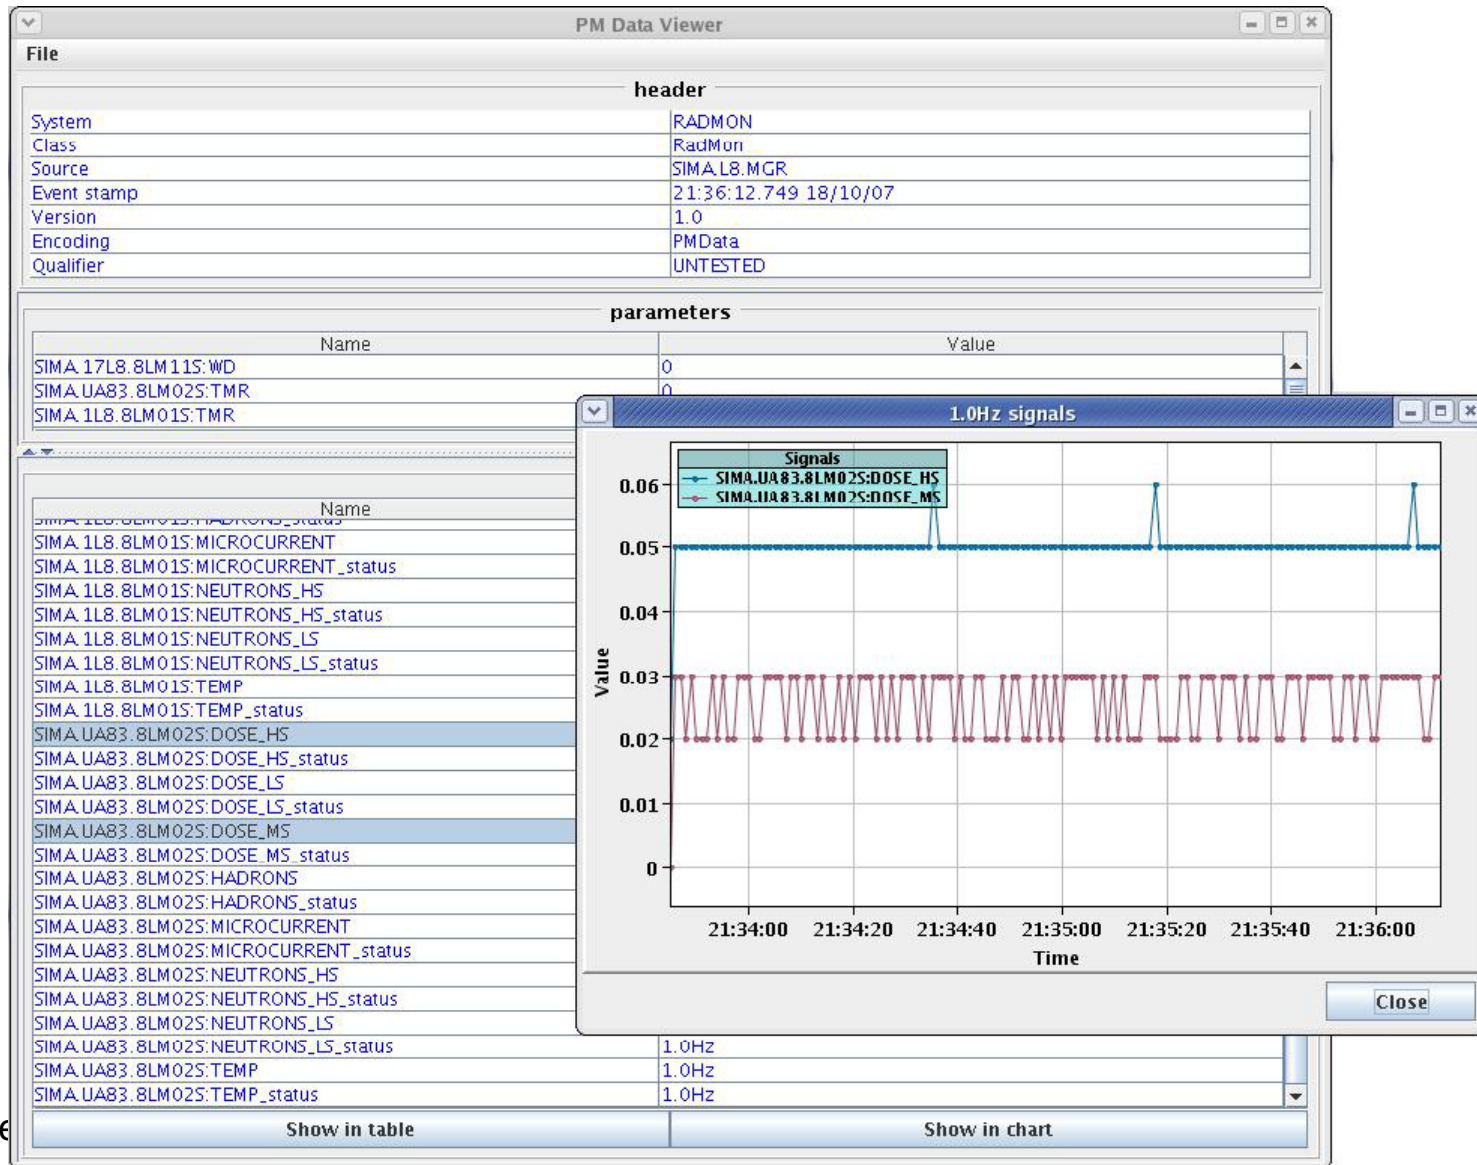 PM Data Viewer
File
header
System RADMON
Class RadMon
Source SIMA.L8.MGR
Event stamp 21:36:12.749 18/10/07
Version 1.0
Encoding PMData
Qualifier UNTESTED
parameters
Name Value
SIMA.17L8.8LM11S:WD 0
SIMA.UA83.8LM02S:TMR 0
SIMA.1L8.8LM01S:TMR
Name
SIMA.1L8.8LM01S:HADRONS_status
SIMA.1L8.8LM01S:MICROCURRENT
SIMA.1L8.8LM01S:MICROCURRENT_status
SIMA.1L8.8LM01S:NEUTRONS_HS
SIMA.1L8.8LM01S:NEUTRONS_HS_status
SIMA.1L8.8LM01S:NEUTRONS_LS
SIMA.1L8.8LM01S:NEUTRONS_LS_status
SIMA.1L8.8LM01S:TEMP
SIMA.1L8.8LM01S:TEMP_status
SIMA.UA83.8LM02S:DOSE_HS
SIMA.UA83.8LM02S:DOSE_HS_status
SIMA.UA83.8LM02S:DOSE_LS
SIMA.UA83.8LM02S:DOSE_LS_status
SIMA.UA83.8LM02S:DOSE_MS
SIMA.UA83.8LM02S:DOSE_MS_status
SIMA.UA83.8LM02S:HADRONS
SIMA.UA83.8LM02S:HADRONS_status
SIMA.UA83.8LM02S:MICROCURRENT
SIMA.UA83.8LM02S:MICROCURRENT_status
SIMA.UA83.8LM02S:NEUTRONS_HS
SIMA.UA83.8LM02S:NEUTRONS_HS_status
SIMA.UA83.8LM02S:NEUTRONS_LS
SIMA.UA83.8LM02S:NEUTRONS_LS_status 1.0Hz
SIMA.UA83.8LM02S:TEMP 1.0Hz
SIMA.UA83.8LM02S:TEMP_status 1.0Hz
Show in table Show in chart
1.0Hz signals
Signals
SIMA.UA83.8LM02S:DOSE_HS
SIMA.UA83.8LM02S:DOSE_MS
0.06
0.05
0.04
0.03
0.02
0.01
0
Value
21:34:00 21:34:20 21:34:40 21:35:00 21:35:20 21:35:40 21:36:00
Time
Close